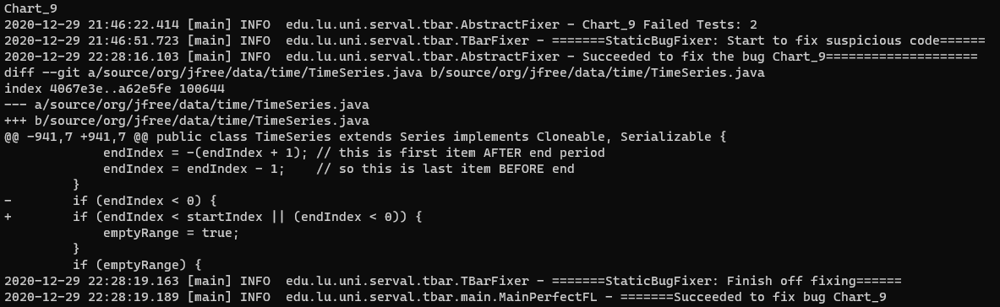 Chart_9
2020-12-29 21:46:22.414 [main] INFO  edu.lu.uni.serval.tbar.AbstractFixer - Chart_9 Failed Tests: 2
2020-12-29 21:46:51.723 [main] INFO  edu.lu.uni.serval.tbar.TBarFixer - =======StaticBugFixer: Start to fix suspicious code======
2020-12-29 22:28:16.103 [main] INFO  edu.lu.uni.serval.tbar.AbstractFixer - Succeeded to fix the bug Chart_9====================
diff --git a/source/org/jfree/data/time/TimeSeries.java b/source/org/jfree/data/time/TimeSeries.java
index 4067e3e..a62e5fe 100644
--- a/source/org/jfree/data/time/TimeSeries.java
+++ b/source/org/jfree/data/time/TimeSeries.java
@@ -941,7 +941,7 @@ public class TimeSeries extends Series implements Cloneable, Serializable {
             endIndex = -(endIndex + 1); // this is first item AFTER end period
             endIndex = endIndex - 1;    // so this is last item BEFORE end
         }
-        if (endIndex < 0) {
+        if (endIndex < startIndex || (endIndex < 0)) {
             emptyRange = true;
         }
         if (emptyRange) {
2020-12-29 22:28:19.163 [main] INFO  edu.lu.uni.serval.tbar.TBarFixer - =======StaticBugFixer: Finish off fixing======
2020-12-29 22:28:19.189 [main] INFO  edu.lu.uni.serval.tbar.main.MainPerfectFL - =======Succeeded to fix bug Chart_9